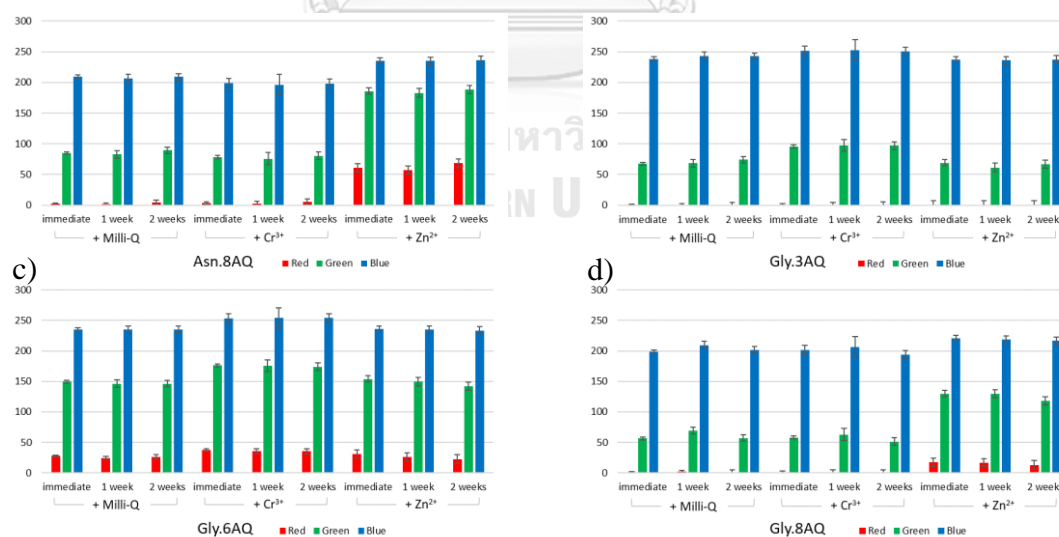 300
250
200
150
100
50
0
immediate 1 week 2 weeks immediate 1 week 2 weeks immediate 1 week 2 weeks
+ Milli-Q + Cr³⁺ + Zn²⁺
Asn.8AQ Red Green Blue
300
250
200
150
100
50
0
immediate 1 week 2 weeks immediate 1 week 2 weeks immediate 1 week 2 weeks
+ Milli-Q + Cr³⁺ + Zn²⁺
Gly.3AQ Red Green Blue
c)
300
250
200
150
100
50
0
immediate 1 week 2 weeks immediate 1 week 2 weeks immediate 1 week 2 weeks
+ Milli-Q + Cr³⁺ + Zn²⁺
Gly.6AQ Red Green Blue
d)
300
250
200
150
100
50
0
immediate 1 week 2 weeks immediate 1 week 2 weeks immediate 1 week 2 weeks
+ Milli-Q + Cr³⁺ + Zn²⁺
Gly.8AQ Red Green Blue